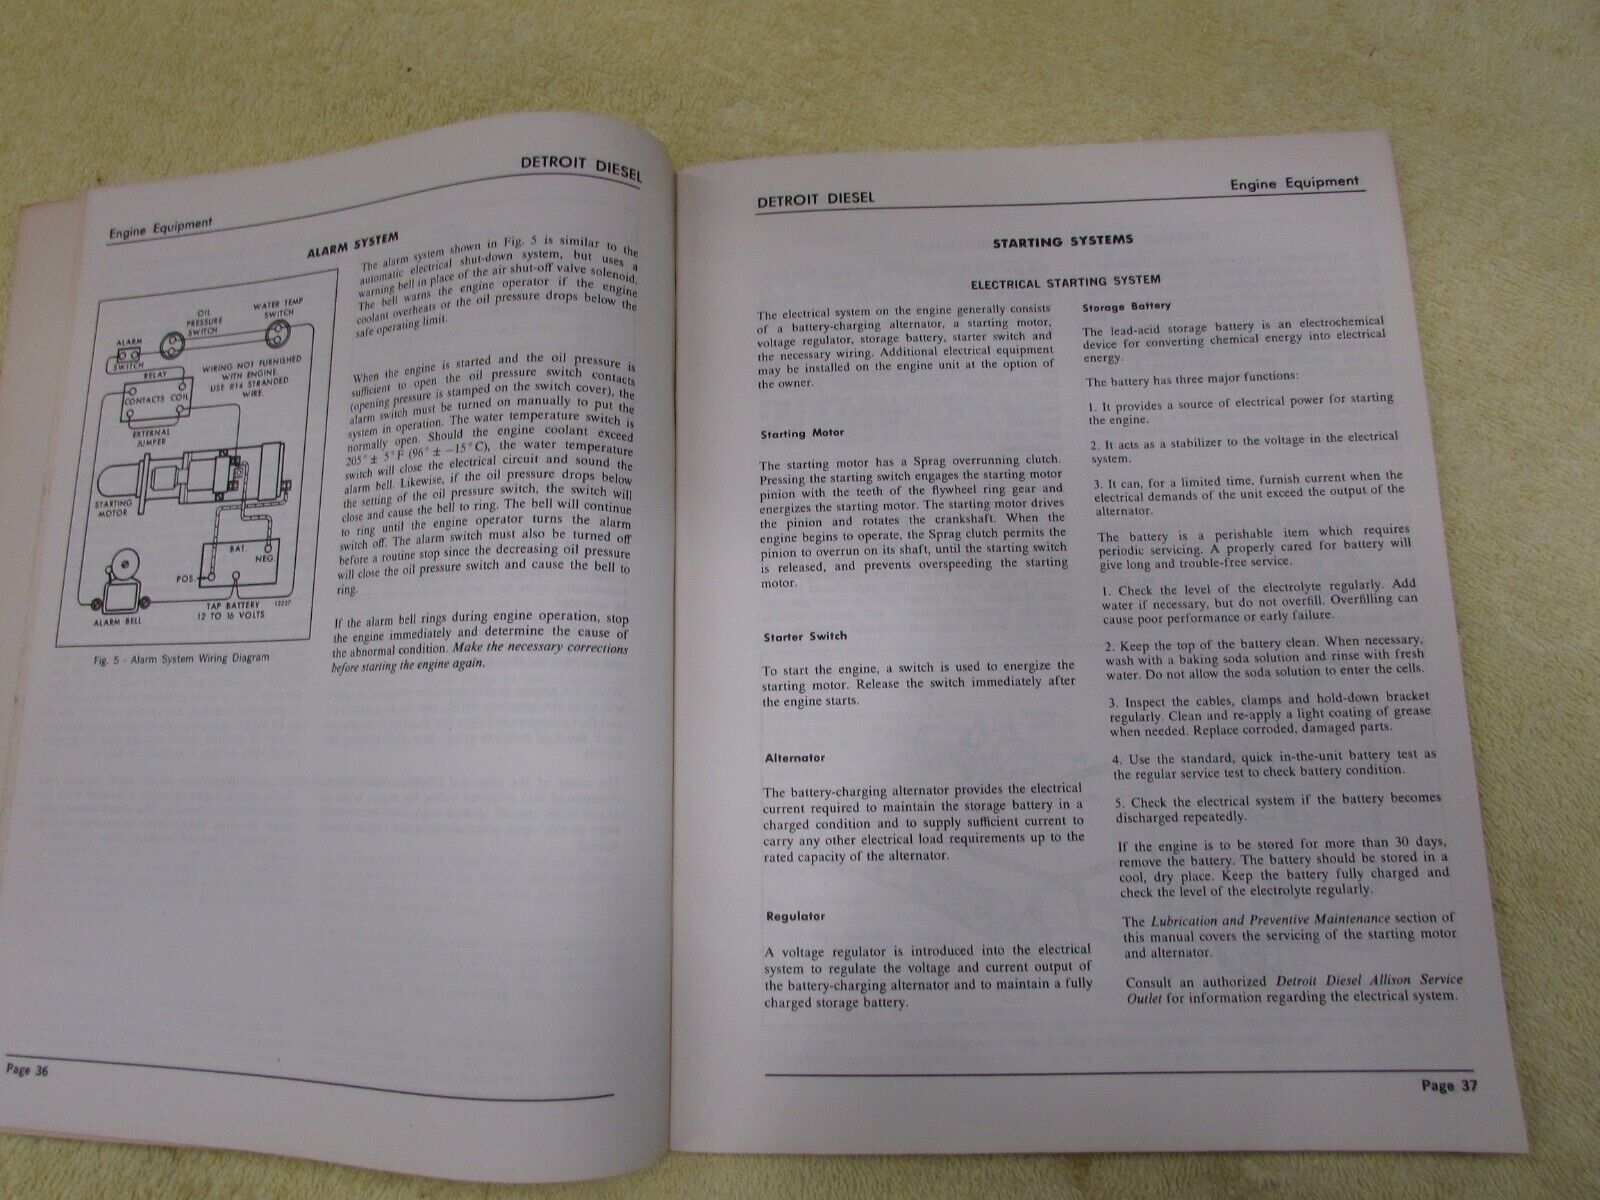 DETROIT DIESEL
Engine Equipment
ALARM SYSTEM
OIL
PRESSURE
SWITCH
WATER TEMP
SWITCH
ALARM
SWITCH
RELAY
CONTACTS COIL
EXTERNAL
JUMPER
WIRING NOT FURNISHED
WITH ENGINE.
USE #14 STRANDED
WIRE.
STARTING
MOTOR
BAT.
NEG.
POS.
ALARM BELL
TAP BATTERY
12 TO 16 VOLTS
12227
Fig. 5 - Alarm System Wiring Diagram
The alarm system shown in Fig. 5 is similar to the
automatic electrical shut-down system, but uses a
warning bell in place of the air shut-off valve solenoid.
The bell warns the engine operator if the engine
coolant overheats or the oil pressure drops below the
safe operating limit.
When the engine is started and the oil pressure is
sufficient to open the oil pressure switch contacts
(opening pressure is stamped on the switch cover), the
alarm switch must be turned on manually to put the
system in operation. The water temperature switch is
normally open. Should the engine coolant exceed
205° ± 5°F (96° ± -15°C), the water temperature
switch will close the electrical circuit and sound the
alarm bell. Likewise, if the oil pressure drops below
the setting of the oil pressure switch, the switch will
close and cause the bell to ring. The bell will continue
to ring until the engine operator turns the alarm
switch off. The alarm switch must also be turned off
before a routine stop since the decreasing oil pressure
will close the oil pressure switch and cause the bell to
ring.
If the alarm bell rings during engine operation, stop
the engine immediately and determine the cause of
the abnormal condition. Make the necessary corrections
before starting the engine again.
Page 36
DETROIT DIESEL
Engine Equipment
STARTING SYSTEMS
ELECTRICAL STARTING SYSTEM
The electrical system on the engine generally consists
of a battery-charging alternator, a starting motor,
voltage regulator, storage battery, starter switch and
the necessary wiring. Additional electrical equipment
may be installed on the engine unit at the option of
the owner.
Starting Motor
The starting motor has a Sprag overrunning clutch.
Pressing the starting switch engages the starting motor
pinion with the teeth of the flywheel ring gear and
energizes the starting motor. The starting motor drives
the pinion and rotates the crankshaft. When the
engine begins to operate, the Sprag clutch permits the
pinion to overrun on its shaft, until the starting switch
is released, and prevents overspeeding the starting
motor.
Starter Switch
To start the engine, a switch is used to energize the
starting motor. Release the switch immediately after
the engine starts.
Alternator
The battery-charging alternator provides the electrical
current required to maintain the storage battery in a
charged condition and to supply sufficient current to
carry any other electrical load requirements up to the
rated capacity of the alternator.
Regulator
A voltage regulator is introduced into the electrical
system to regulate the voltage and current output of
the battery-charging alternator and to maintain a fully
charged storage battery.
Storage Battery
The lead-acid storage battery is an electrochemical
device for converting chemical energy into electrical
energy.
The battery has three major functions:
1. It provides a source of electrical power for starting
the engine.
2. It acts as a stabilizer to the voltage in the electrical
system.
3. It can, for a limited time, furnish current when the
electrical demands of the unit exceed the output of the
alternator.
The battery is a perishable item which requires
periodic servicing. A properly cared for battery will
give long and trouble-free service.
1. Check the level of the electrolyte regularly. Add
water if necessary, but do not overfill. Overfilling can
cause poor performance or early failure.
2. Keep the top of the battery clean. When necessary,
wash with a baking soda solution and rinse with fresh
water. Do not allow the soda solution to enter the cells.
3. Inspect the cables, clamps and hold-down bracket
regularly. Clean and re-apply a light coating of grease
when needed. Replace corroded, damaged parts.
4. Use the standard, quick in-the-unit battery test as
the regular service test to check battery condition.
5. Check the electrical system if the battery becomes
discharged repeatedly.
If the engine is to be stored for more than 30 days,
remove the battery. The battery should be stored in a
cool, dry place. Keep the battery fully charged and
check the level of the electrolyte regularly.
The Lubrication and Preventive Maintenance section of
this manual covers the servicing of the starting motor
and alternator.
Consult an authorized Detroit Diesel Allison Service
Outlet for information regarding the electrical system.
Page 37